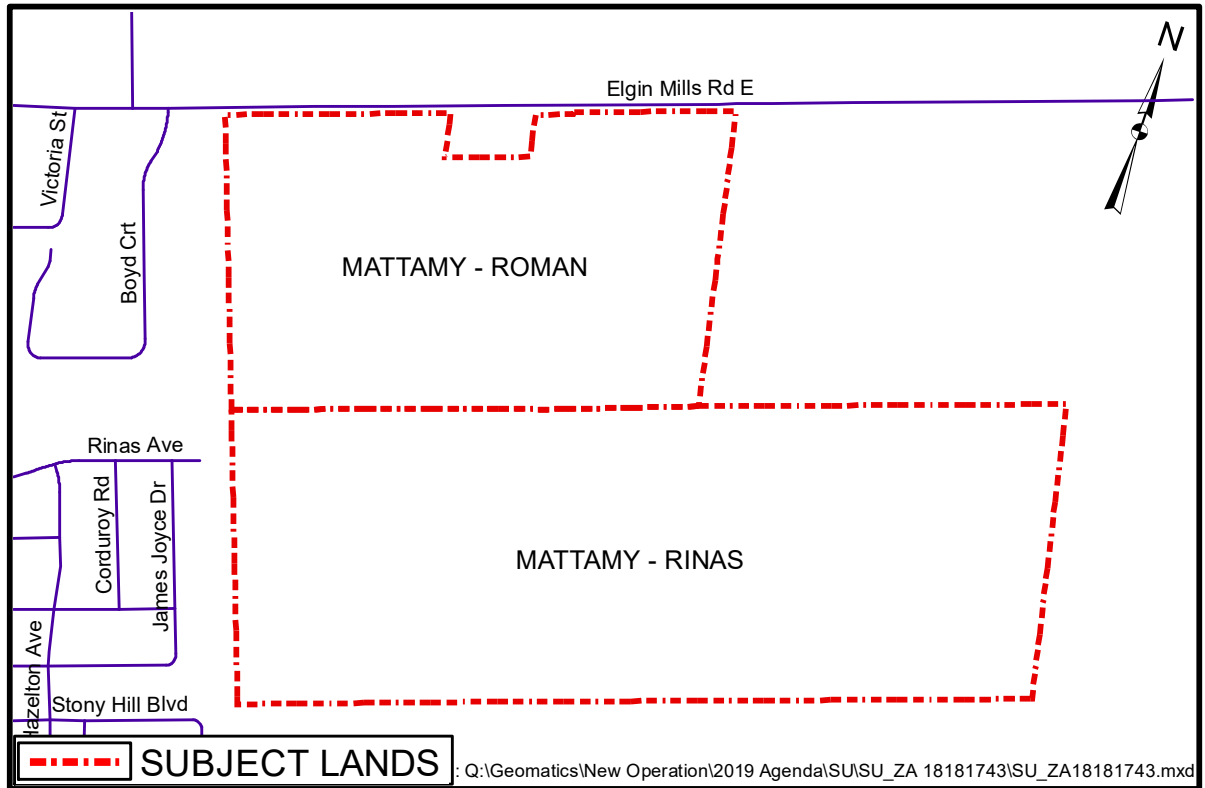 N
Elgin Mills Rd E
Victoria St
Boyd Crt
MATTAMY - ROMAN
Rinas Ave
Corduroy Rd
James Joyce Dr
MATTAMY - RINAS
Hazelton Ave
Stony Hill Blvd
SUBJECT LANDS
: Q:\Geomatics\New Operation\2019 Agenda\SU\SU_ZA 18181743\SU_ZA18181743.mxd